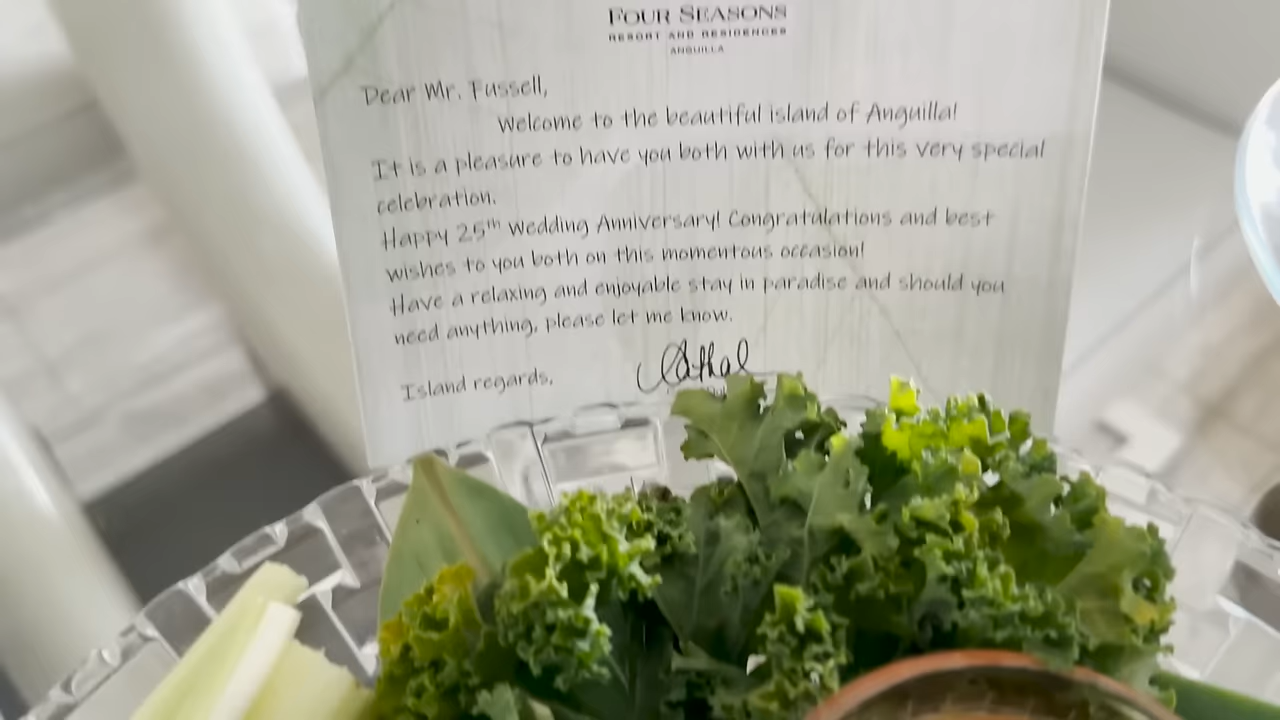 FOUR SEASONS
RESORT AND RESIDENCES
ANGUILLA
Dear Mr. Fussell,
Welcome to the beautiful island of Anguilla!
It is a pleasure to have you both with us for this very special
celebration.
Happy 25th Wedding Anniversary! Congratulations and best
wishes to you both on this momentous occasion!
Have a relaxing and enjoyable stay in paradise and should you
need anything, please let me know.
Island regards,
Cathal